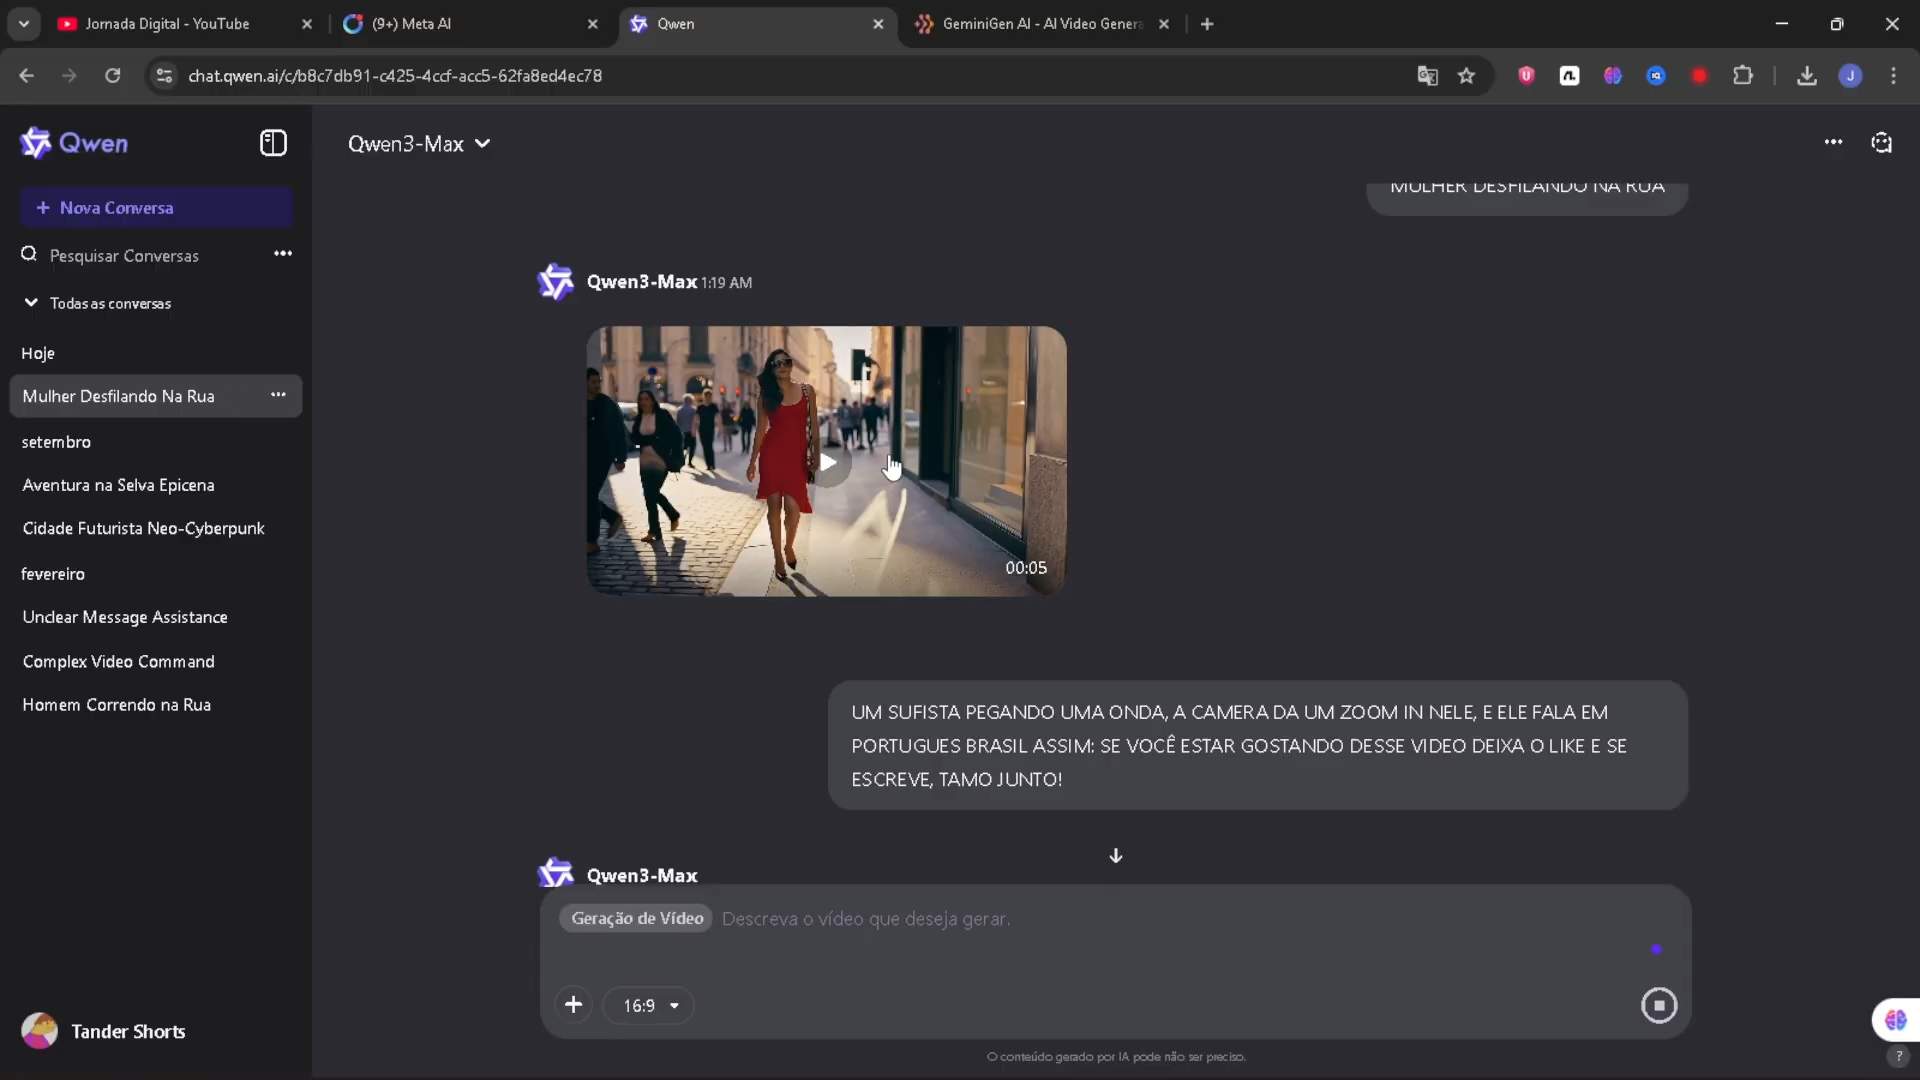 Jornada Digital - YouTube
(9+) Meta AI
Qwen
GeminiGen AI - AI Video Genera
chat.qwen.ai/c/b8c7db91-c425-4ccf-acc5-62fa8ed4ec78
J
Qwen
Qwen3-Max
Nova Conversa
Pesquisar Conversas
Todas as conversas
Hoje
Mulher Desfilando Na Rua
setembro
Aventura na Selva Epicena
Cidade Futurista Neo-Cyberpunk
fevereiro
Unclear Message Assistance
Complex Video Command
Homem Correndo na Rua
Tander Shorts
MULHER DESFILANDO NA RUA
Qwen3-Max 1:19 AM
00:05
UM SUFISTA PEGANDO UMA ONDA, A CAMERA DA UM ZOOM IN NELE, E ELE FALA EM
PORTUGUES BRASIL ASSIM: SE VOCÊ ESTAR GOSTANDO DESSE VIDEO DEIXA O LIKE E SE
ESCREVE, TAMO JUNTO!
Qwen3-Max
Geração de Vídeo Descreva o vídeo que deseja gerar.
16:9
O conteúdo gerado por IA pode não ser preciso.
?